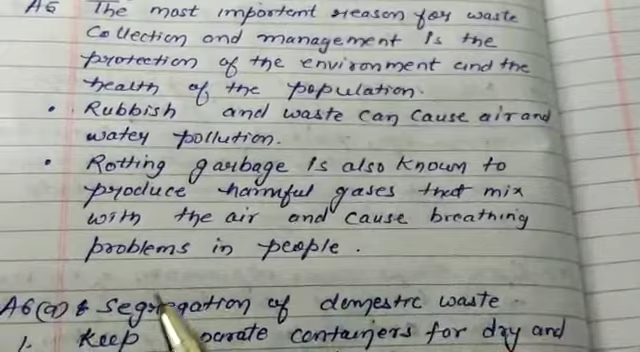 A5 The most important reason for waste
Collection and management is the
protection of the environment and the
health of the population.
• Rubbish and waste can cause air and
water pollution.
• Rotting garbage is also known to
produce harmful gases that mix
with the air and cause breathing
problems in people.
A6(a) Segregation of domestic waste
1. Keep containers for dry and